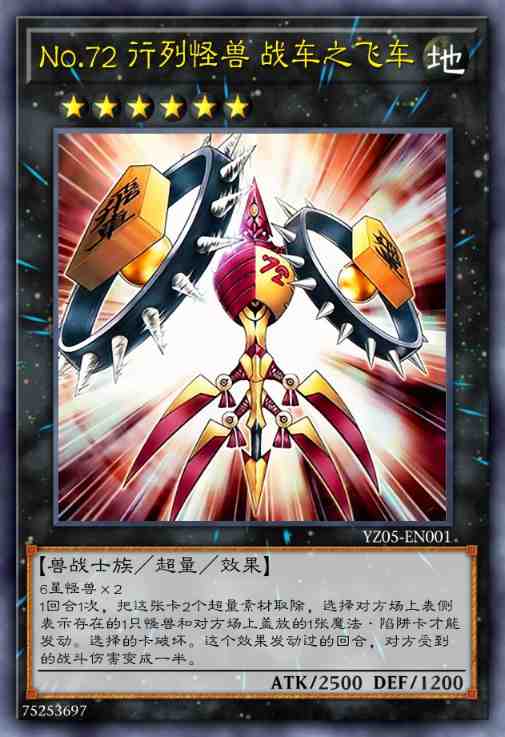 No.72 行列怪兽 战车之飞车
地
72
YZ05-EN001
【兽战士族／超量／效果】
6星怪兽×2
1回合1次，把这张卡2个超量素材取除，选择对方场上表侧
表示存在的1只怪兽和对方场上盖放的1张魔法·陷阱卡才能
发动。选择的卡破坏。这个效果发动过的回合，对方受到
的战斗伤害变成一半。
ATK/2500 DEF/1200
75253697